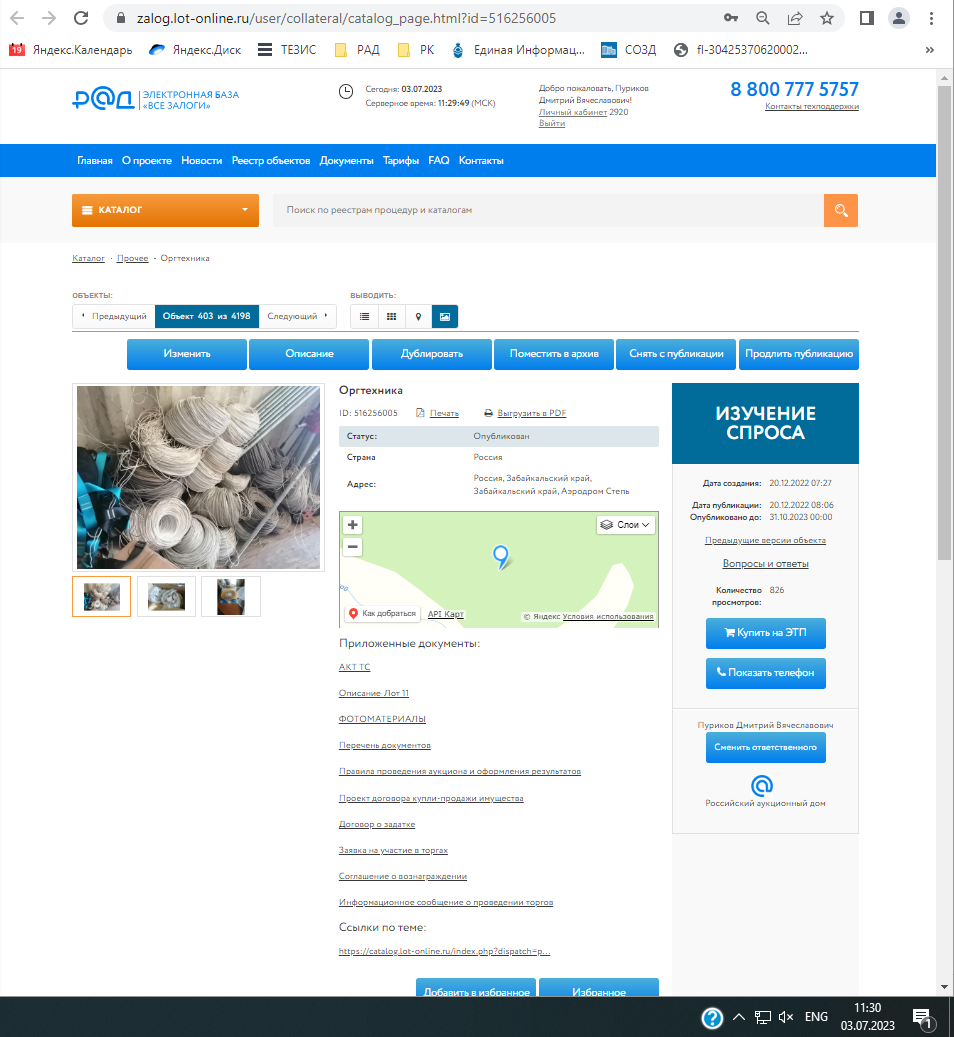 zalog.lot-online.ru/user/collateral/catalog_page.html?id=516256005
19 Яндекс.Календарь Яндекс.Диск ТЕЗИС РАД РК Единая Информац... СОЗД fl-30425370620002... »
РАД ЭЛЕКТРОННАЯ БАЗА
«ВСЕ ЗАЛОГИ»
Сегодня: 03.07.2023
Серверное время: 11:29:49 (МСК)
Добро пожаловать, Пуриков
Дмитрий Вячеславович!
Личный кабинет 2920
Выйти
8 800 777 5757
Контакты техподдержки
Главная О проекте Новости Реестр объектов Документы Тарифы FAQ Контакты
КАТАЛОГ
Поиск по реестрам процедур и каталогам
Каталог · Прочее · Оргтехника
ОБЪЕКТЫ: ВЫВОДИТЬ:
Предыдущий Объект 403 из 4198 Следующий
Изменить Описание Дублировать Поместить в архив Снять с публикации Продлить публикацию
Оргтехника
ID: 516256005 Печать Выгрузить в PDF
Статус: Опубликован
Страна Россия
Адрес: Россия, Забайкальский край,
Забайкальский край, Аэродром Степь
+
Слои
−
Как добраться API Карт © Яндекс Условия использования
Приложенные документы:
АКТ ТС
Описание Лот 11
ФОТОМАТЕРИАЛЫ
Перечень документов
Правила проведения аукциона и оформления результатов
Проект договора купли-продажи имущества
Договор о задатке
Заявка на участие в торгах
Соглашение о вознаграждении
Информационное сообщение о проведении торгов
Ссылки по теме:
https://catalog.lot-online.ru/index.php?dispatch=p...
Добавить в избранное Избранное
ИЗУЧЕНИЕ
СПРОСА
Дата создания: 20.12.2022 07:27
Дата публикации: 20.12.2022 08:06
Опубликовано до: 31.10.2023 00:00
Предыдущие версии объекта
Вопросы и ответы
Количество просмотров: 826
Купить на ЭТП
Показать телефон
Пуриков Дмитрий Вячеславович
Сменить ответственного
Российский аукционный дом
? ENG 11:30
03.07.2023
1